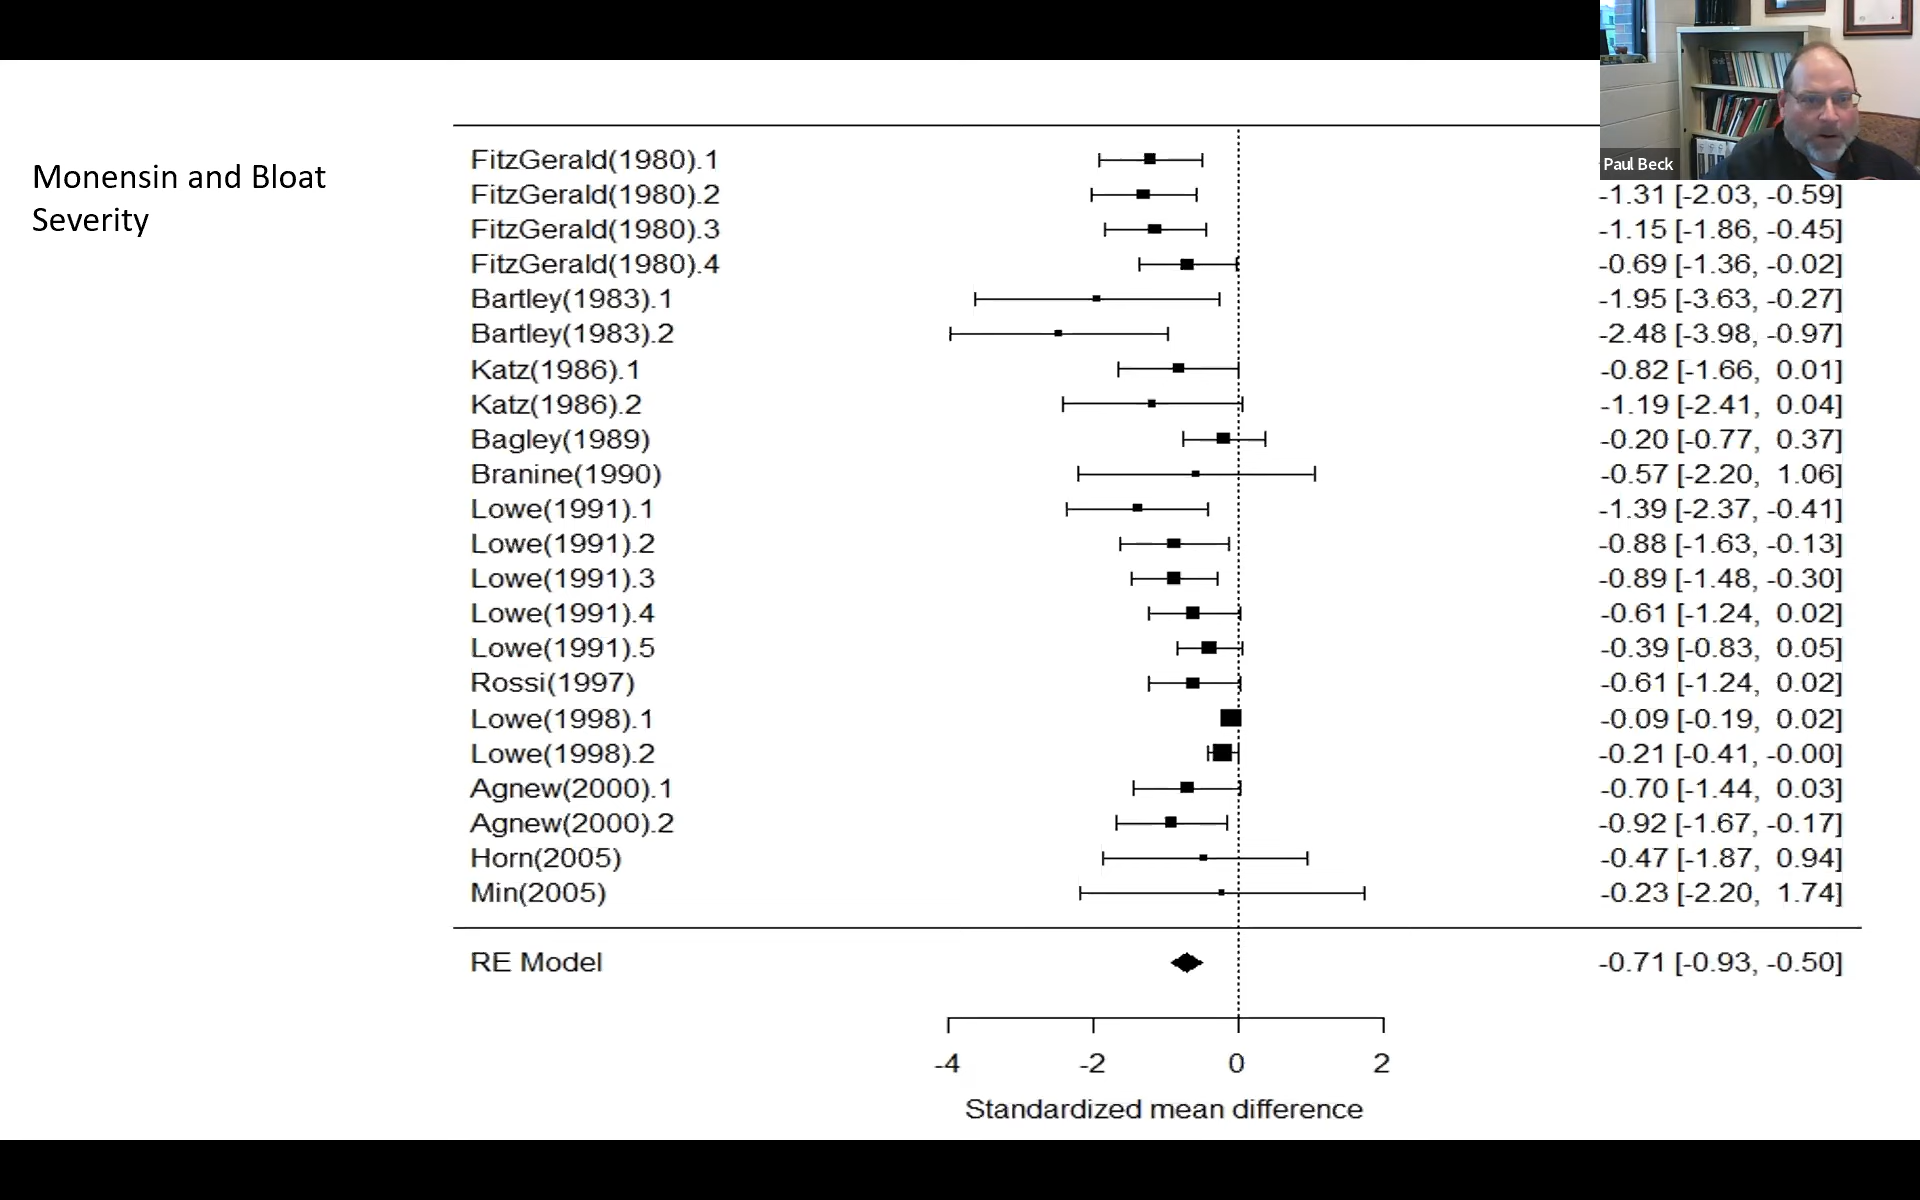 Paul Beck
Monensin and Bloat
Severity
FitzGerald(1980).1
FitzGerald(1980).2 -1.31 [-2.03, -0.59]
FitzGerald(1980).3 -1.15 [-1.86, -0.45]
FitzGerald(1980).4 -0.69 [-1.36, -0.02]
Bartley(1983).1 -1.95 [-3.63, -0.27]
Bartley(1983).2 -2.48 [-3.98, -0.97]
Katz(1986).1 -0.82 [-1.66, 0.01]
Katz(1986).2 -1.19 [-2.41, 0.04]
Bagley(1989) -0.20 [-0.77, 0.37]
Branine(1990) -0.57 [-2.20, 1.06]
Lowe(1991).1 -1.39 [-2.37, -0.41]
Lowe(1991).2 -0.88 [-1.63, -0.13]
Lowe(1991).3 -0.89 [-1.48, -0.30]
Lowe(1991).4 -0.61 [-1.24, 0.02]
Lowe(1991).5 -0.39 [-0.83, 0.05]
Rossi(1997) -0.61 [-1.24, 0.02]
Lowe(1998).1 -0.09 [-0.19, 0.02]
Lowe(1998).2 -0.21 [-0.41, -0.00]
Agnew(2000).1 -0.70 [-1.44, 0.03]
Agnew(2000).2 -0.92 [-1.67, -0.17]
Horn(2005) -0.47 [-1.87, 0.94]
Min(2005) -0.23 [-2.20, 1.74]
RE Model -0.71 [-0.93, -0.50]
-4 -2 0 2
Standardized mean difference